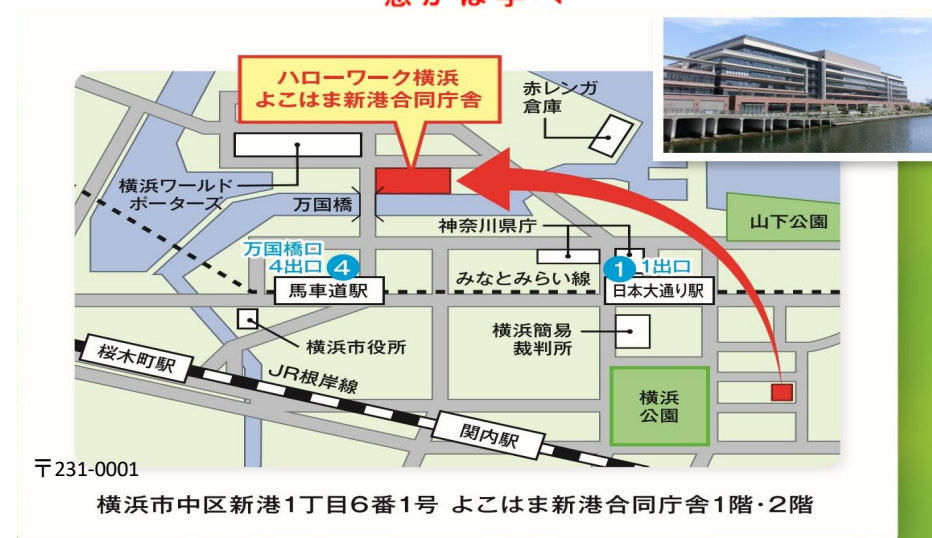 ハローワーク横浜
よこはま新港合同庁舎
赤レンガ
倉庫
横浜ワールド
ポーターズ
万国橋
神奈川県庁
山下公園
万国橋口
4出口 4
1 1出口
みなとみらい線
馬車道駅
日本大通り駅
横浜市役所
横浜簡易
裁判所
桜木町駅
JR根岸線
横浜
公園
関内駅
〒231-0001
横浜市中区新港1丁目6番1号 よこはま新港合同庁舎1階・2階